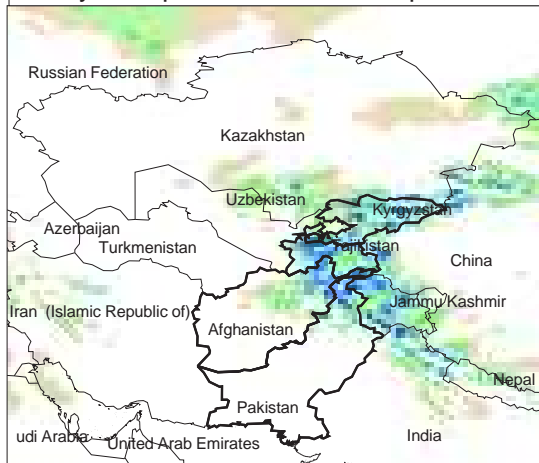 Russian Federation
Kazakhstan
Uzbekistan
Kyrgyzstan
Azerbaijan
Turkmenistan
Tajikistan
China
Iran (Islamic Republic of)
Jammu/Kashmir
Afghanistan
Nepal
Pakistan
udi Arabia
United Arab Emirates
India